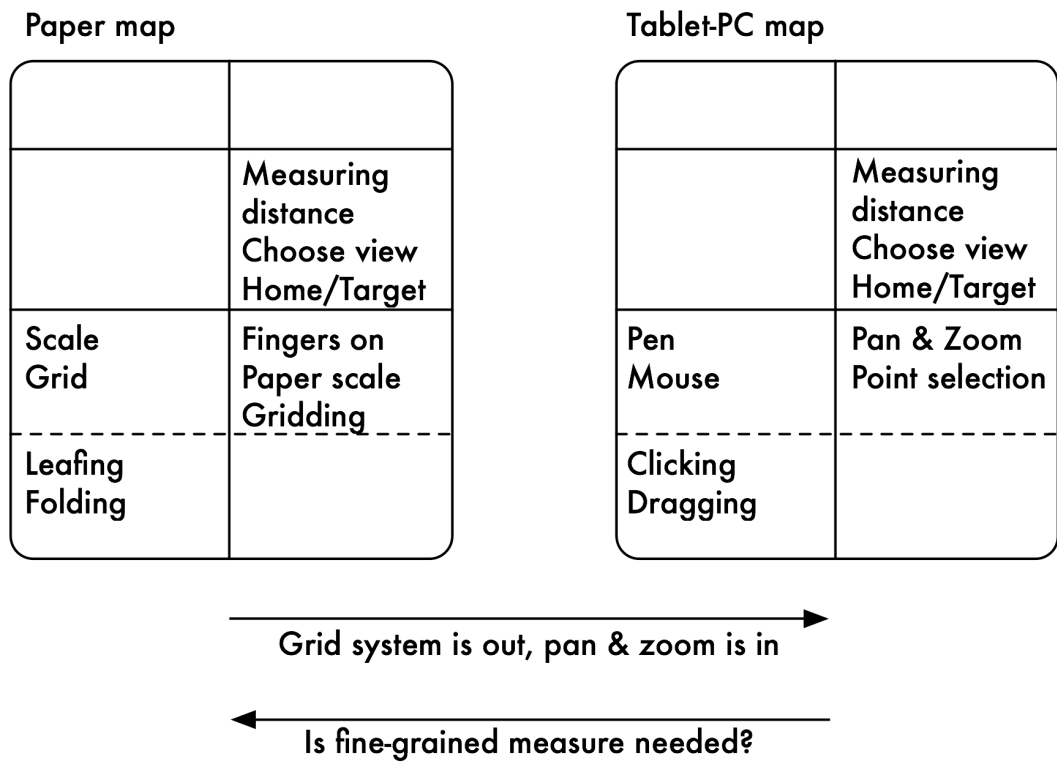 Paper map
Tablet-PC map
Measuring
distance
Choose view
Home/Target
Scale
Grid
Fingers on
Paper scale
Gridding
Leafing
Folding
Measuring
distance
Choose view
Home/Target
Pen
Mouse
Pan & Zoom
Point selection
Clicking
Dragging
Grid system is out, pan & zoom is in
Is fine-grained measure needed?